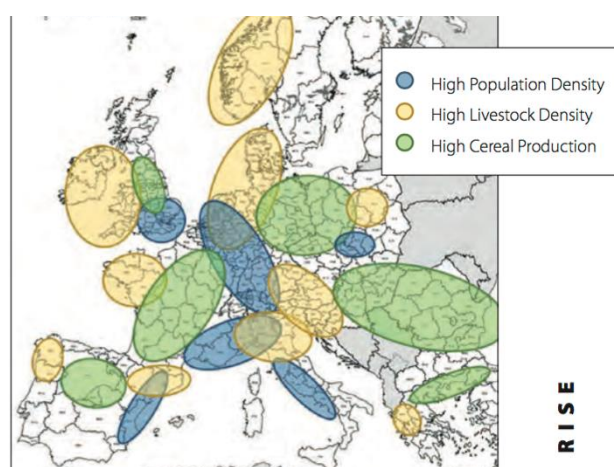 High Population Density
High Livestock Density
High Cereal Production
RISE